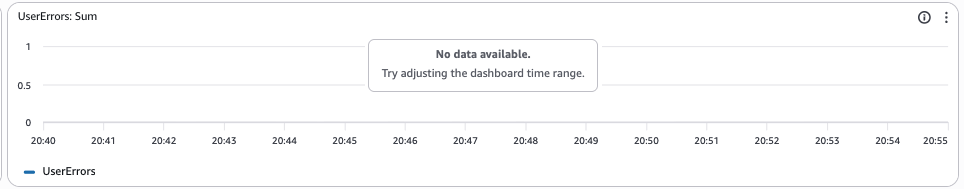 UserErrors: Sum
1
No data available.
Try adjusting the dashboard time range.
0.5
0
20:40 20:41 20:42 20:43 20:44 20:45 20:46 20:47 20:48 20:49 20:50 20:51 20:52 20:53 20:54 20:55
UserErrors